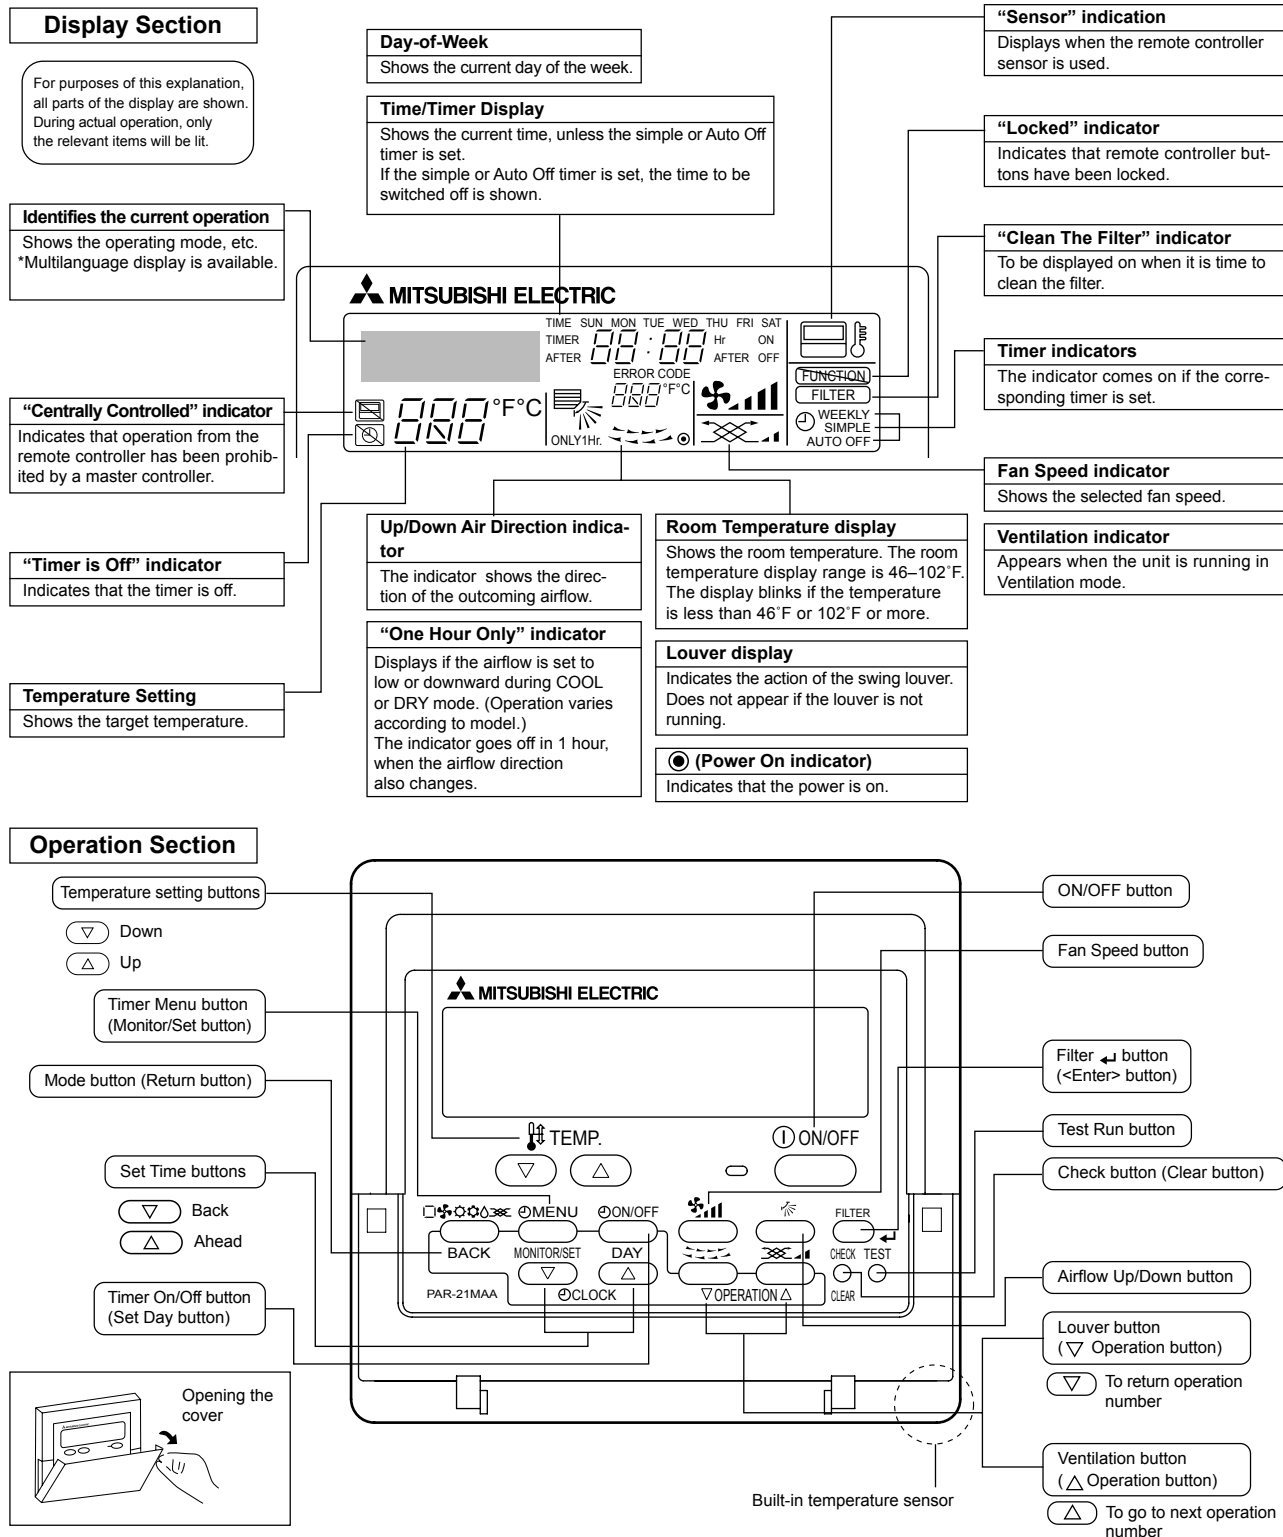 Display Section
For purposes of this explanation,
all parts of the display are shown.
During actual operation, only
the relevant items will be lit.
Day-of-Week
Shows the current day of the week.
Time/Timer Display
Shows the current time, unless the simple or Auto Off
timer is set.
If the simple or Auto Off timer is set, the time to be
switched off is shown.
“Sensor” indication
Displays when the remote controller
sensor is used.
“Locked” indicator
Indicates that remote controller but-
tons have been locked.
Identifies the current operation
Shows the operating mode, etc.
*Multilanguage display is available.
“Clean The Filter” indicator
To be displayed on when it is time to
clean the filter.
MITSUBISHI ELECTRIC
TIME SUN MON TUE WED THU FRI SAT
TIMER 88:88 Hr ON
AFTER AFTER OFF
ERROR CODE
888 °F°C
888 °F°C
ONLY1Hr.
FUNCTION
FILTER
WEEKLY
SIMPLE
AUTO OFF
Timer indicators
The indicator comes on if the corre-
sponding timer is set.
“Centrally Controlled” indicator
Indicates that operation from the
remote controller has been prohib-
ited by a master controller.
Fan Speed indicator
Shows the selected fan speed.
Up/Down Air Direction indica-
tor
The indicator shows the direc-
tion of the outcoming airflow.
Room Temperature display
Shows the room temperature. The room
temperature display range is 46–102˚F.
The display blinks if the temperature
is less than 46˚F or 102˚F or more.
Ventilation indicator
Appears when the unit is running in
Ventilation mode.
“Timer is Off” indicator
Indicates that the timer is off.
“One Hour Only” indicator
Displays if the airflow is set to
low or downward during COOL
or DRY mode. (Operation varies
according to model.)
The indicator goes off in 1 hour,
when the airflow direction
also changes.
Louver display
Indicates the action of the swing louver.
Does not appear if the louver is not
running.
Temperature Setting
Shows the target temperature.
◉ (Power On indicator)
Indicates that the power is on.
Operation Section
Temperature setting buttons
▽ Down
△ Up
Timer Menu button
(Monitor/Set button)
Mode button (Return button)
Set Time buttons
▽ Back
△ Ahead
Timer On/Off button
(Set Day button)
Opening the
cover
MITSUBISHI ELECTRIC
TEMP.
ON/OFF
▽ △
MENU ON/OFF FILTER
BACK MONITOR/SET DAY CHECK TEST
▽ △
PAR-21MAA CLOCK ▽ OPERATION △ CLEAR
ON/OFF button
Fan Speed button
Filter ↵ button
(<Enter> button)
Test Run button
Check button (Clear button)
Airflow Up/Down button
Louver button
( ▽ Operation button)
▽ To return operation
number
Ventilation button
( △ Operation button)
△ To go to next operation
number
Built-in temperature sensor